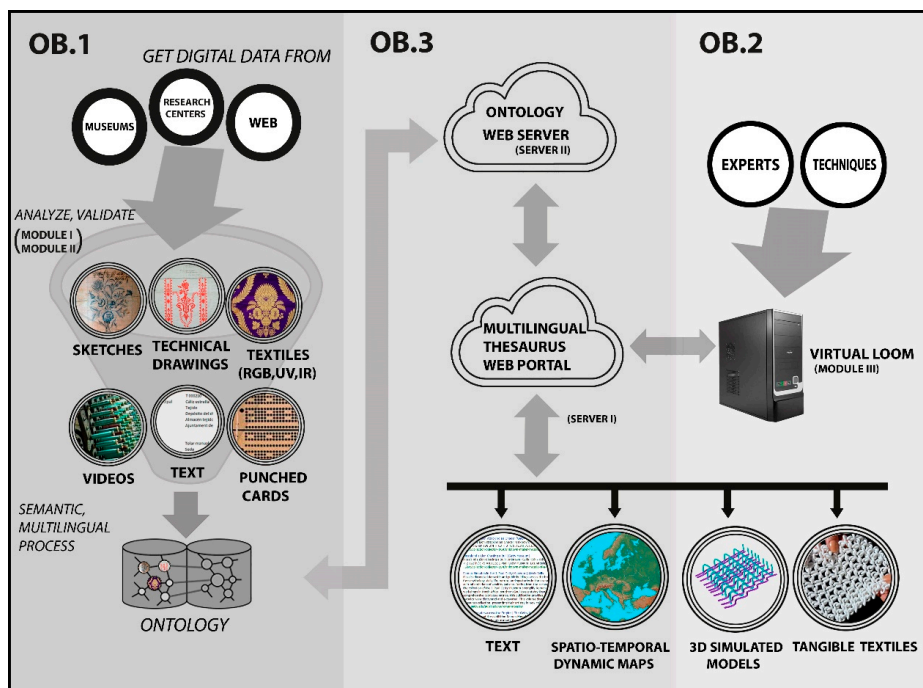 OB.1
GET DIGITAL DATA FROM
MUSEUMS
RESEARCH
CENTERS
WEB
ANALYZE, VALIDATE
(MODULE I
MODULE II)
SKETCHES
TECHNICAL
DRAWINGS
TEXTILES
(RGB,UV,IR)
VIDEOS
TEXT
PUNCHED
CARDS
SEMANTIC,
MULTILINGUAL
PROCESS
ONTOLOGY
OB.3
ONTOLOGY
WEB SERVER
(SERVER II)
MULTILINGUAL
THESAURUS
WEB PORTAL
(SERVER I)
TEXT
SPATIO-TEMPORAL
DYNAMIC MAPS
3D SIMULATED
MODELS
TANGIBLE TEXTILES
OB.2
EXPERTS
TECHNIQUES
VIRTUAL LOOM
(MODULE III)